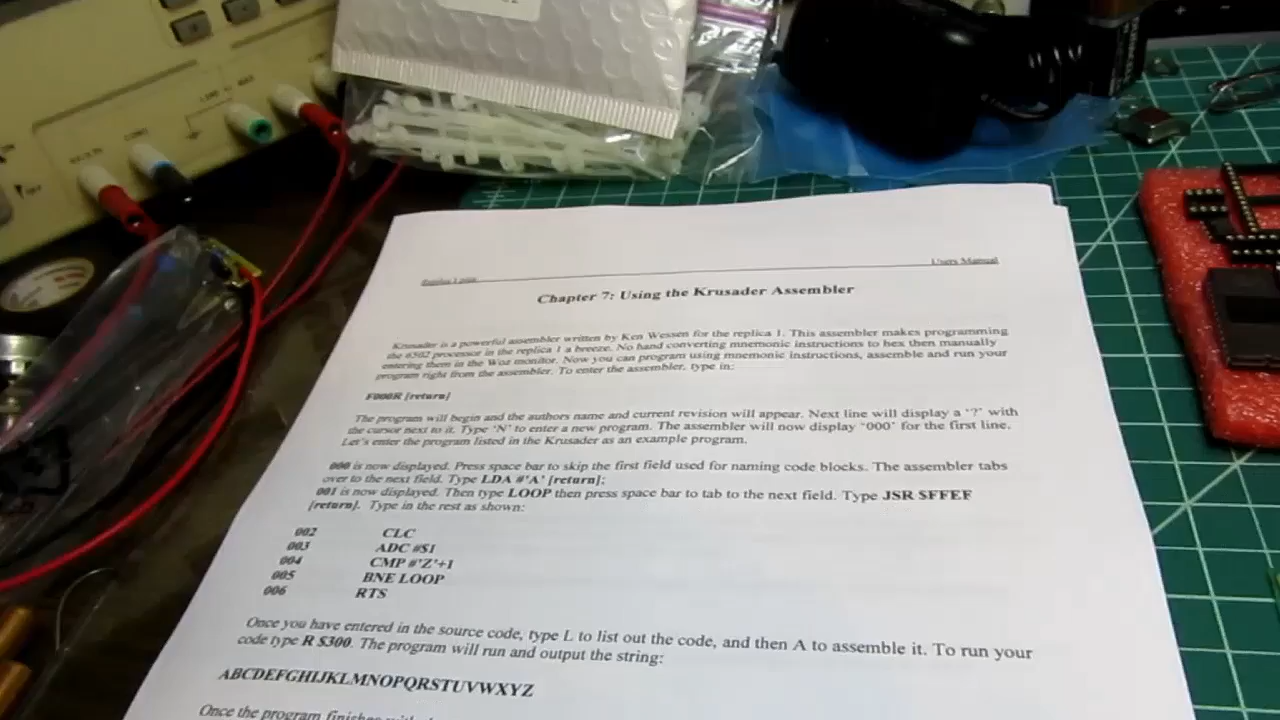 Users Manual
Chapter 7: Using the Krusader Assembler
Krusader is a powerful assembler written by Ken Wessen for the replica 1. This assembler makes programming
the 6502 processor in the replica 1 a breeze. No hand converting mnemonic instructions to hex then manually
entering them in the Woz monitor. Now you can program using mnemonic instructions, assemble and run your
program right from the assembler. To enter the assembler, type in:
F000R [return]
The program will begin and the authors name and current revision will appear. Next line will display a '?' with
the cursor next to it. Type 'N' to enter a new program. The assembler will now display '000' for the first line.
Let's enter the program listed in the Krusader as an example program.
000 is now displayed. Press space bar to skip the first field used for naming code blocks. The assembler tabs
over to the next field. Type LDA #'A' [return];
001 is now displayed. Then type LOOP then press space bar to tab to the next field. Type JSR $FFEF
[return]. Type in the rest as shown:
002 CLC
003 ADC #$1
004 CMP #'Z'+1
005 BNE LOOP
006 RTS
Once you have entered in the source code, type L to list out the code, and then A to assemble it. To run your
code type R $300. The program will run and output the string:
ABCDEFGHIJKLMNOPQRSTUVWXYZ
Once the program finishes